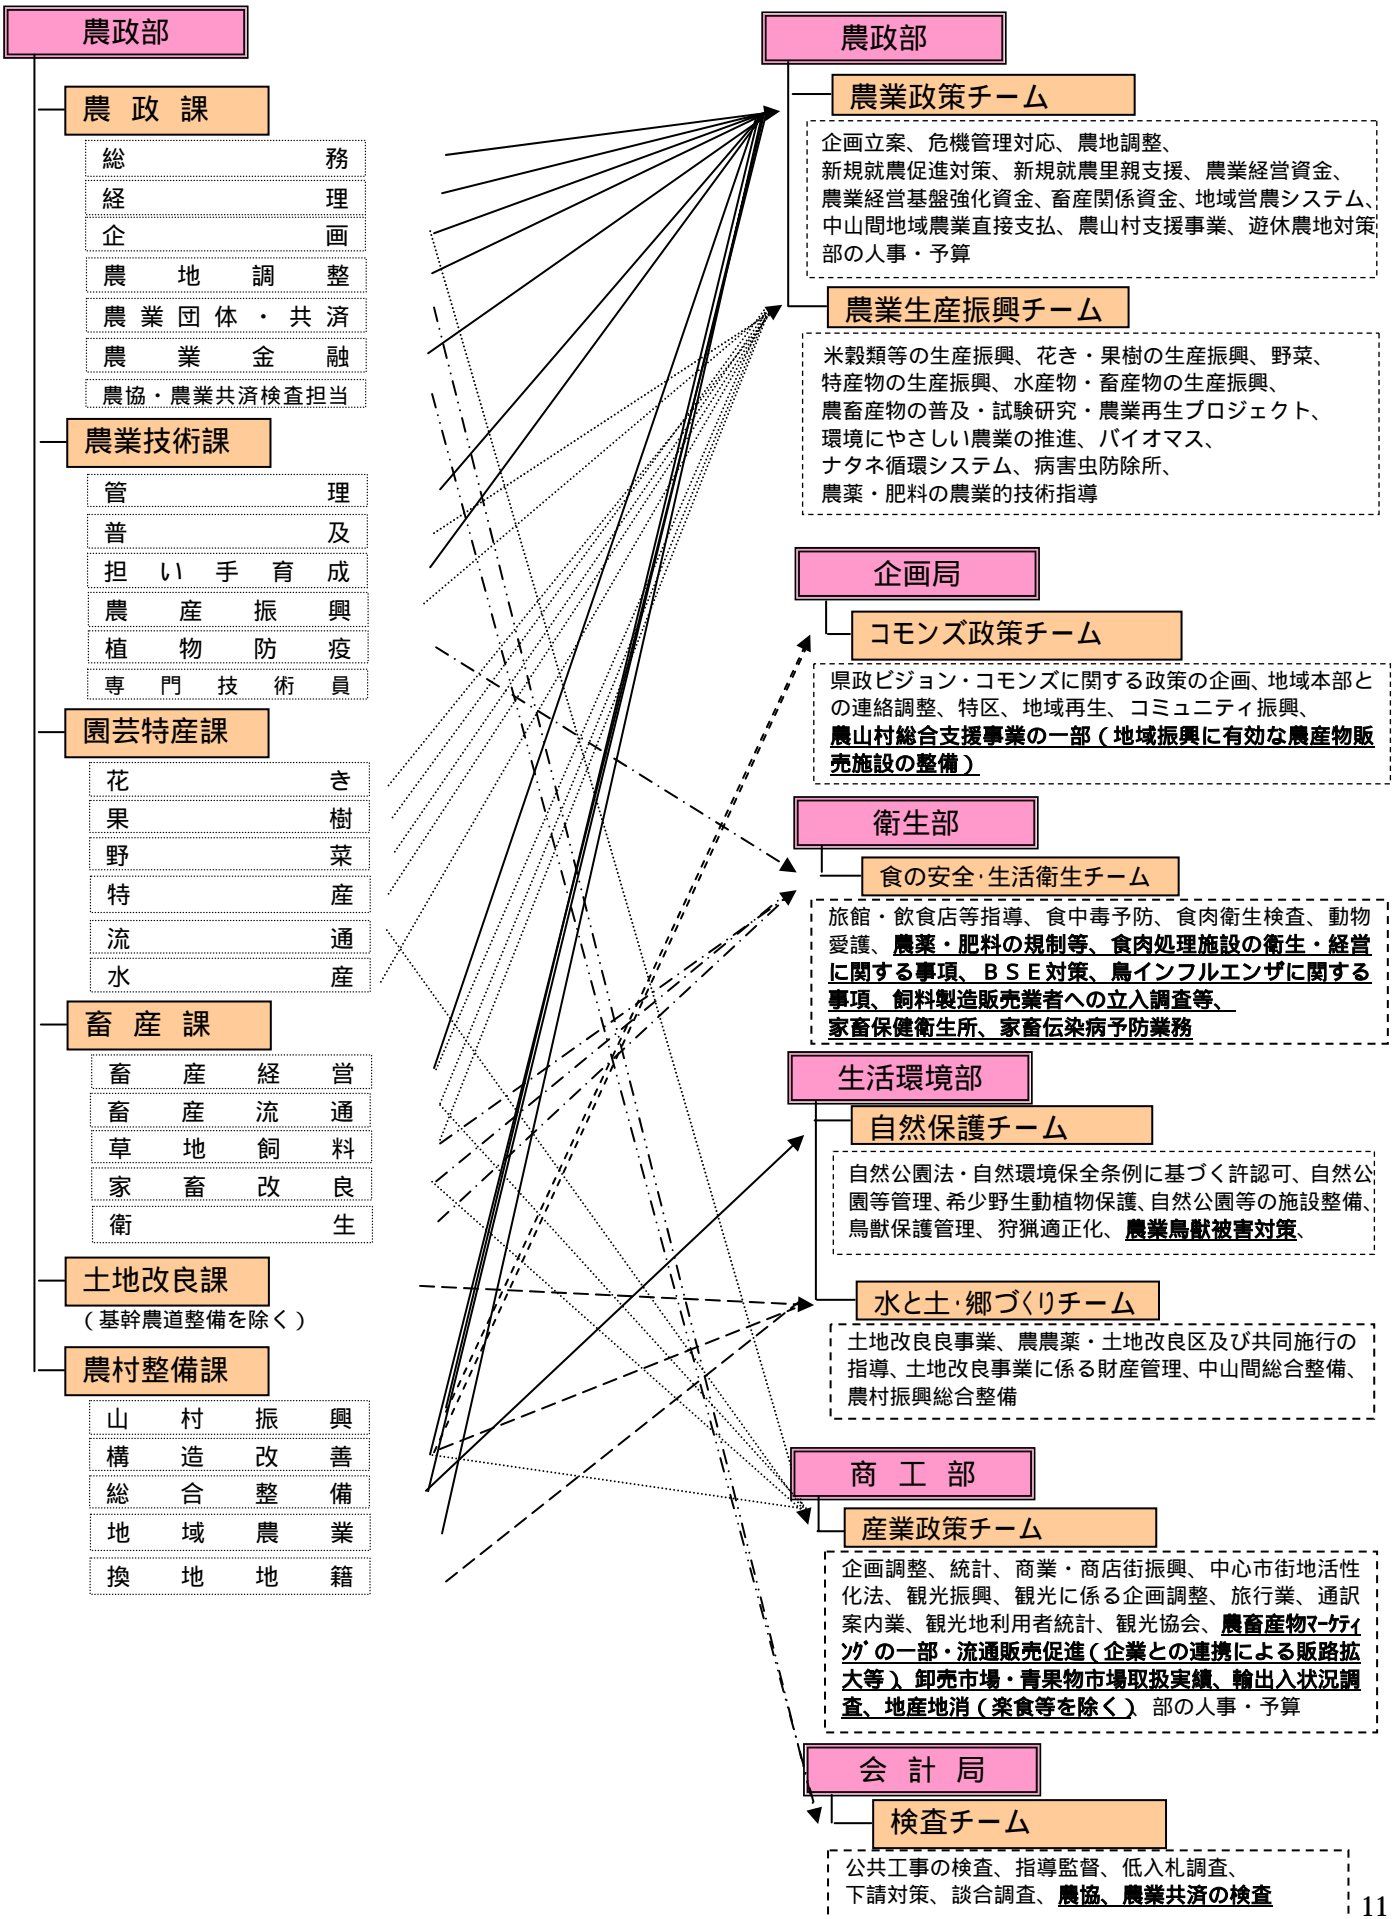 農政部
農政課
総務
経理
企画
農地調整
農業団体・共済
農業金融
農協・農業共済検査担当
農業技術課
管理
普及
担い手育成
農産振興
植物防疫
専門技術員
園芸特産課
花き
果樹
野菜
特産
流通
水産
畜産課
畜産経営
畜産流通
草地飼料
家畜改良
衛生
土地改良課
（基幹農道整備を除く）
農村整備課
山村振興
構造改善
総合整備
地域農業
換地地籍
農政部
農業政策チーム
企画立案、危機管理対応、農地調整、
新規就農促進対策、新規就農里親支援、農業経営資金、
農業経営基盤強化資金、畜産関係資金、地域営農システム、
中山間地域農業直接支払、農山村支援事業、遊休農地対策
部の人事・予算
農業生産振興チーム
米穀類等の生産振興、花き・果樹の生産振興、野菜、
特産物の生産振興、水産物・畜産物の生産振興、
農畜産物の普及・試験研究・農業再生プロジェクト、
環境にやさしい農業の推進、バイオマス、
ナタネ循環システム、病害虫防除所、
農薬・肥料の農業的技術指導
企画局
コモンズ政策チーム
県政ビジョン・コモンズに関する政策の企画、地域本部と
の連絡調整、特区、地域再生、コミュニティ振興、
農山村総合支援事業の一部（地域振興に有効な農産物販
売施設の整備）
衛生部
食の安全・生活衛生チーム
旅館・飲食店等指導、食中毒予防、食肉衛生検査、動物
愛護、農薬・肥料の規制等、食肉処理施設の衛生・経営
に関する事項、ＢＳＥ対策、鳥インフルエンザに関する
事項、飼料製造販売業者への立入調査等、
家畜保健衛生所、家畜伝染病予防業務
生活環境部
自然保護チーム
自然公園法・自然環境保全条例に基づく許認可、自然公
園等管理、希少野生動植物保護、自然公園等の施設整備、
鳥獣保護管理、狩猟適正化、農業鳥獣被害対策、
水と土・郷づくりチーム
土地改良良事業、農農薬・土地改良区及び共同施行の
指導、土地改良事業に係る財産管理、中山間総合整備、
農村振興総合整備
商工部
産業政策チーム
企画調整、統計、商業・商店街振興、中心市街地活性
化法、観光振興、観光に係る企画調整、旅行業、通訳
案内業、観光地利用者統計、観光協会、農畜産物ﾏｰｹﾃｨ
ﾝｸﾞの一部・流通販売促進（企業との連携による販路拡
大等）、卸売市場・青果物市場取扱実績、輸出入状況調
査、地産地消（楽食等を除く）、部の人事・予算
会計局
検査チーム
公共工事の検査、指導監督、低入札調査、
下請対策、談合調査、農協、農業共済の検査
11